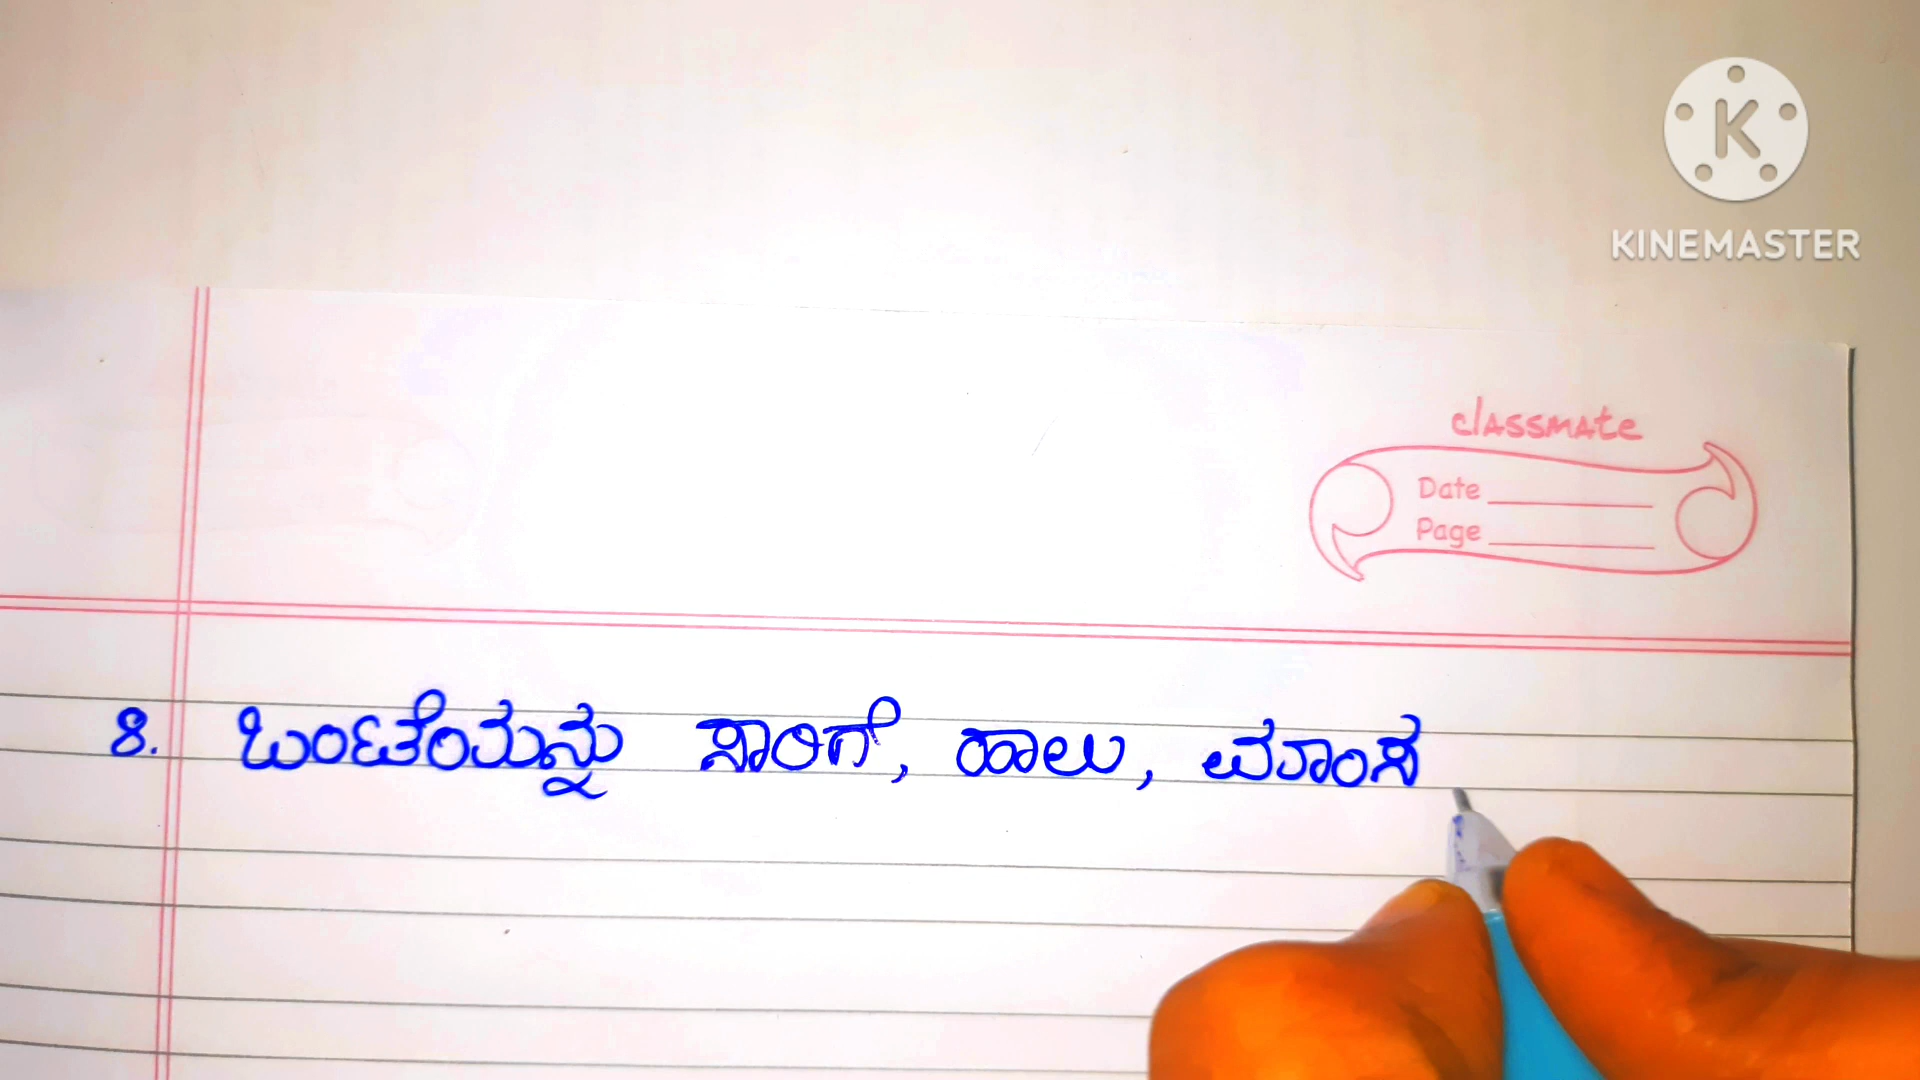 KINEMASTER
classmate
Date
Page
8. ಒಂಟೆಯನ್ನು ಸಾರಿಗೆ, ಹಾಲು, ಮಾಂಸ